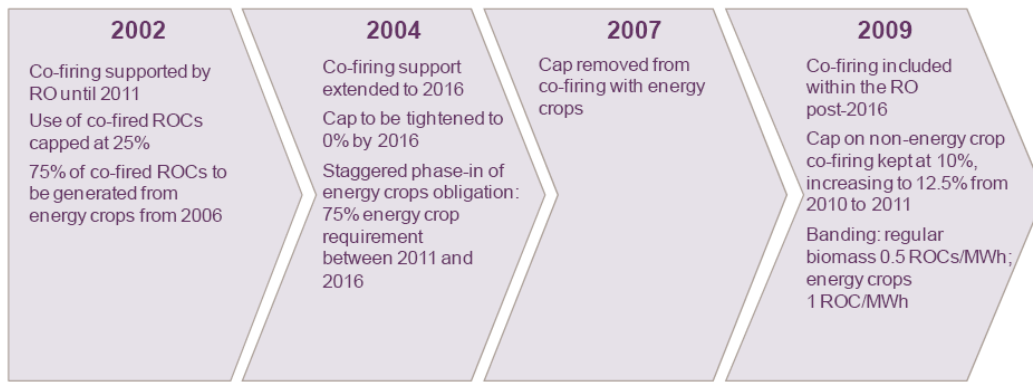 2002
Co-firing supported by
RO until 2011
Use of co-fired ROCs
capped at 25%
75% of co-fired ROCs to
be generated from
energy crops from 2006
2004
Co-firing support
extended to 2016
Cap to be tightened to
0% by 2016
Staggered phase-in of
energy crops obligation:
75% energy crop
requirement
between 2011 and
2016
2007
Cap removed from
co-firing with energy
crops
2009
Co-firing included
within the RO
post-2016
Cap on non-energy crop
co-firing kept at 10%,
increasing to 12.5% from
2010 to 2011
Banding: regular
biomass 0.5 ROCs/MWh;
energy crops
1 ROC/MWh